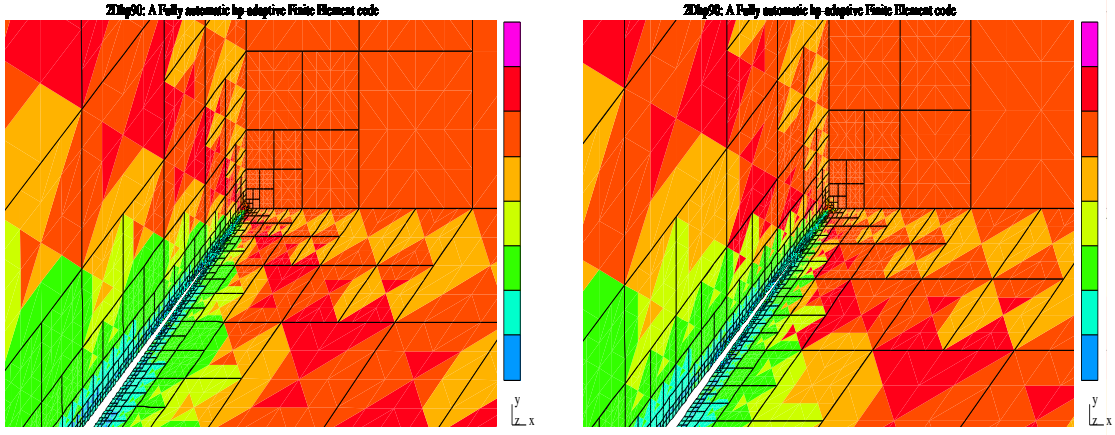 2Dhp90: A Fully automatic hp-adaptive Finite Element code
2Dhp90: A Fully automatic hp-adaptive Finite Element code
y
z x
y
z x